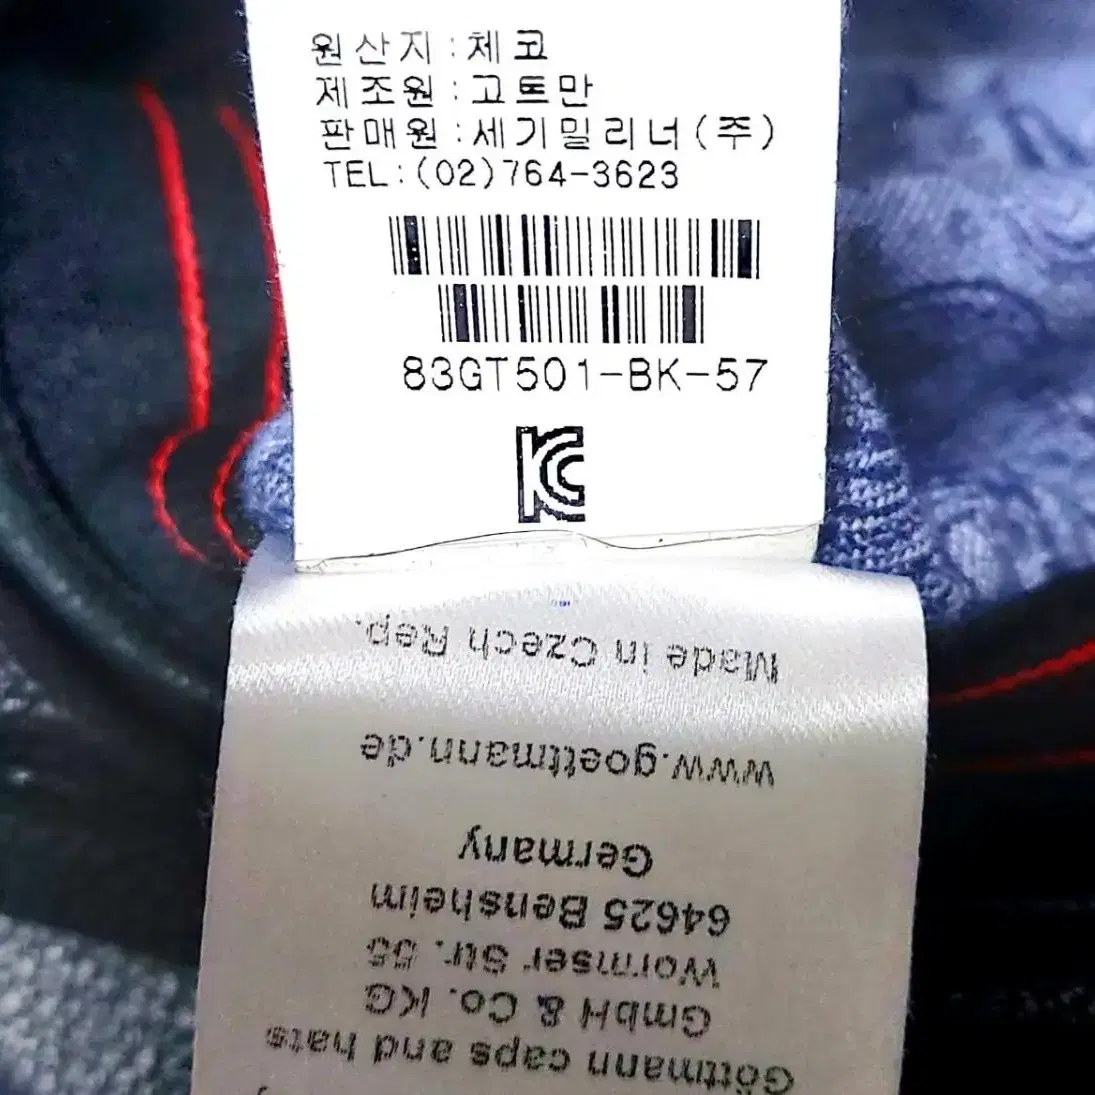 원산지:체코
제조원:고트만
판매원:세기밀리너(주)
TEL:(02)764-3623
83GT501-BK-57
KC
Göttmann caps and hats
GmbH & Co. KG
Wormser Str. 55
64625 Bensheim
Germany
www.goettmann.de
Made in Czech Rep.